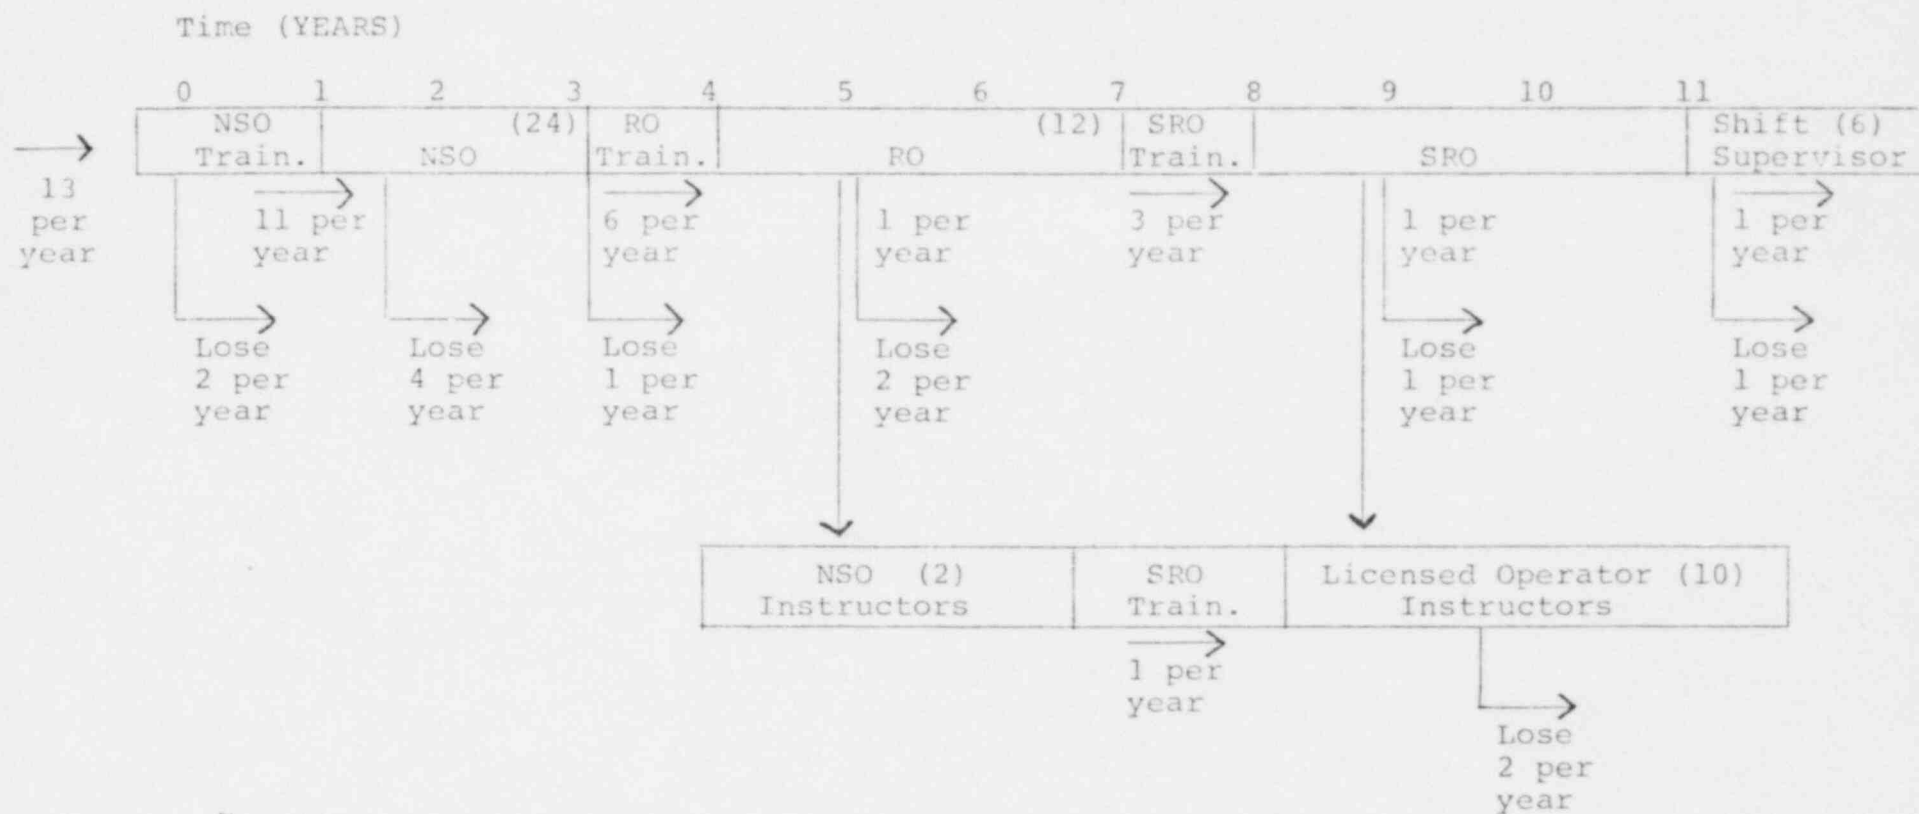 Time (YEARS)
0 1 2 3 4 5 6 7 8 9 10 11
NSO Train.
NSO (24)
RO Train.
RO (12)
SRO Train.
SRO
Shift (6)
Supervisor
13
per
year
11 per
year
6 per
year
1 per
year
3 per
year
1 per
year
1 per
year
Lose
2 per
year
Lose
4 per
year
Lose
1 per
year
Lose
2 per
year
Lose
1 per
year
Lose
1 per
year
NSO (2)
Instructors
SRO
Train.
Licensed Operator (10)
Instructors
1 per
year
Lose
2 per
year